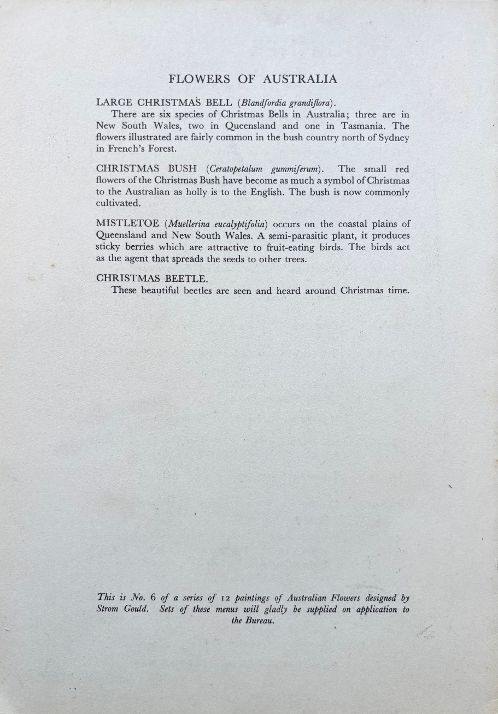 FLOWERS OF AUSTRALIA
LARGE CHRISTMAS BELL (Blandfordia grandiflora).
There are six species of Christmas Bells in Australia; three are in
New South Wales, two in Queensland and one in Tasmania. The
flowers illustrated are fairly common in the bush country north of Sydney
in French's Forest.
CHRISTMAS BUSH (Ceratopetalum gummiferum). The small red
flowers of the Christmas Bush have become as much a symbol of Christmas
to the Australian as holly is to the English. The bush is now commonly
cultivated.
MISTLETOE (Muellerina eucalyptifolia) occurs on the coastal plains of
Queensland and New South Wales. A semi-parasitic plant, it produces
sticky berries which are attractive to fruit-eating birds. The birds act
as the agent that spreads the seeds to other trees.
CHRISTMAS BEETLE.
These beautiful beetles are seen and heard around Christmas time.
This is No. 6 of a series of 12 paintings of Australian Flowers designed by
Strom Gould. Sets of these menus will gladly be supplied on application to
the Bureau.